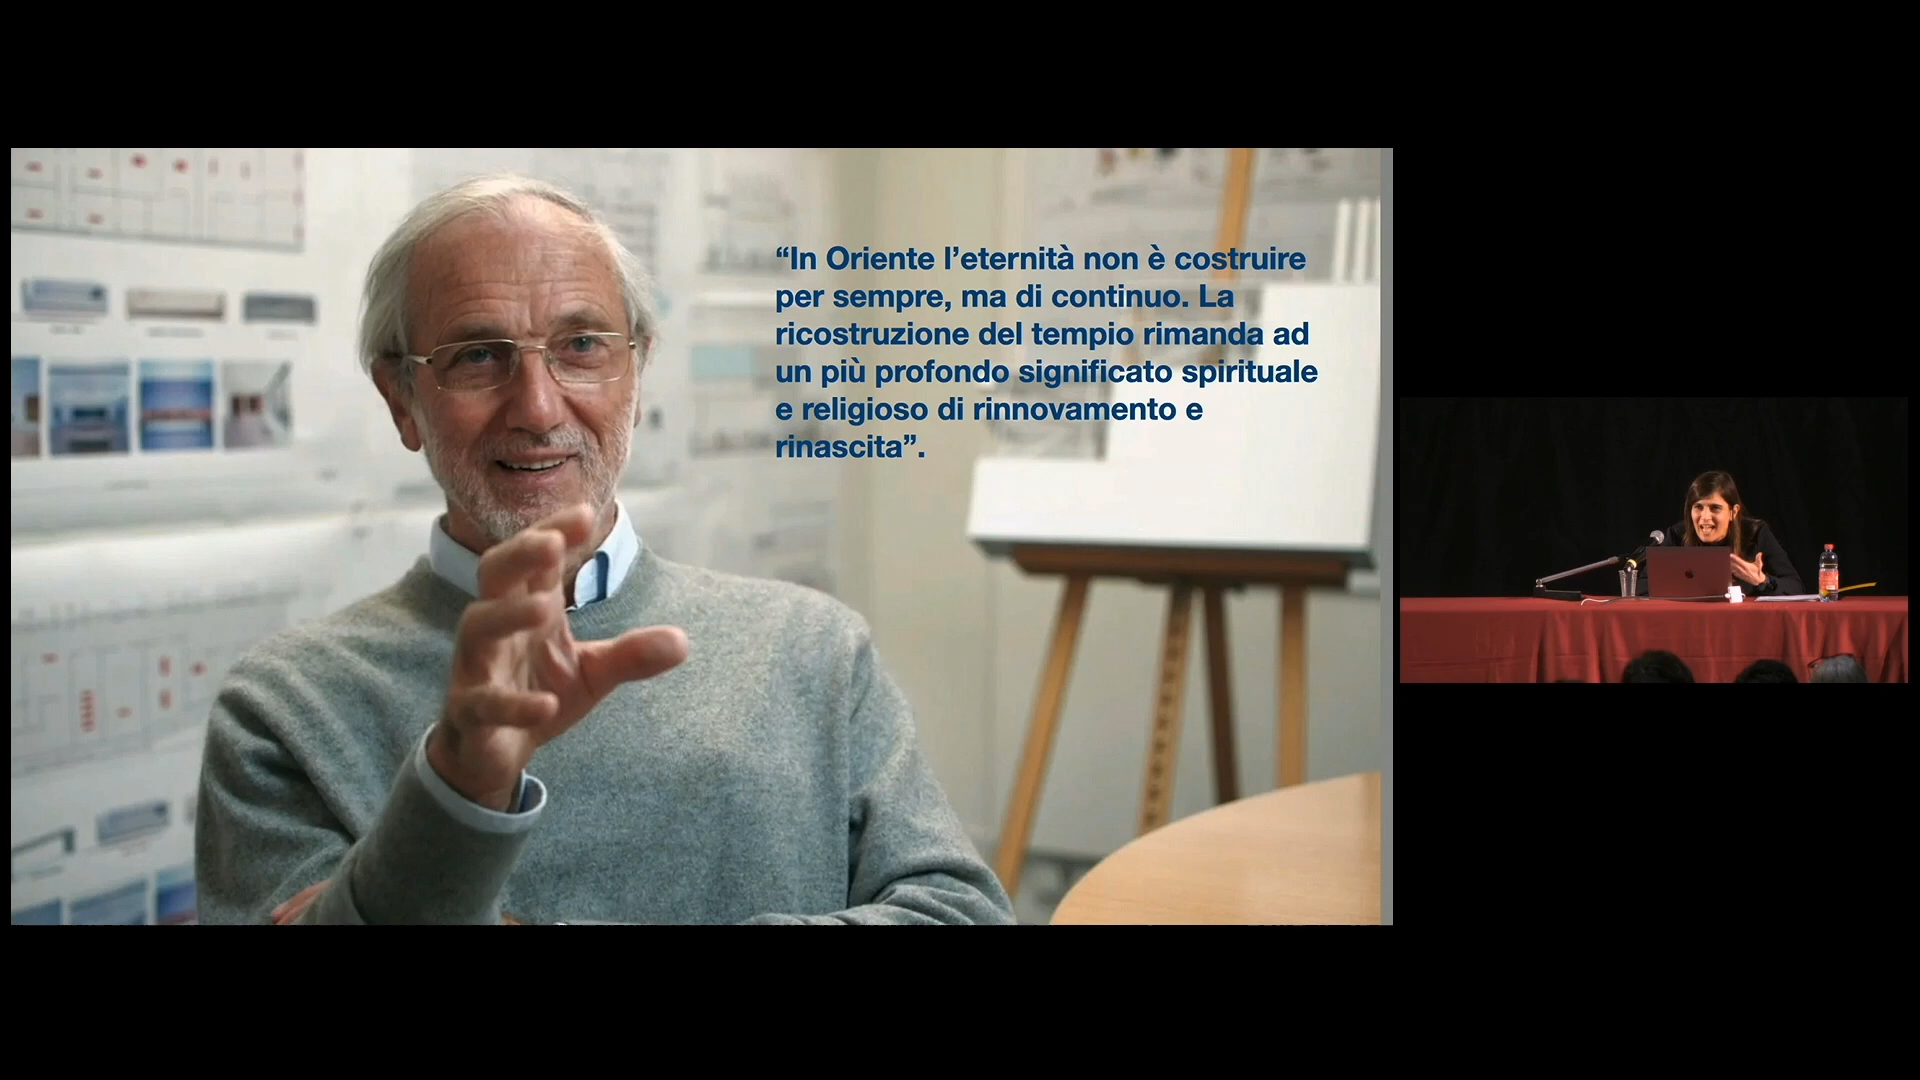 “In Oriente l’eternità non è costruire
per sempre, ma di continuo. La
ricostruzione del tempio rimanda ad
un più profondo significato spirituale
e religioso di rinnovamento e
rinascita”.